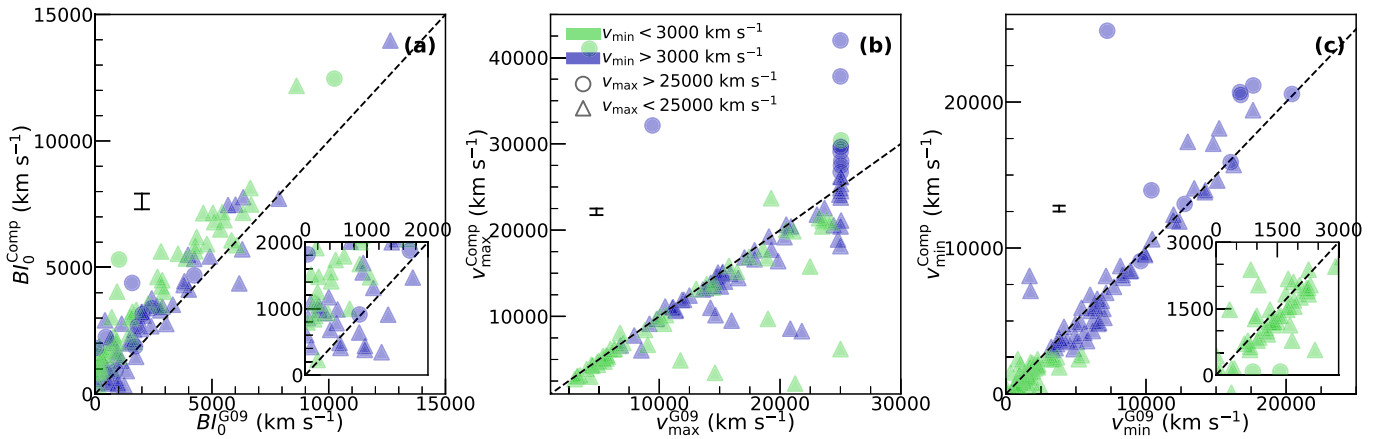 15000
10000
5000
0
0 5000 10000 15000
BI₀^Comp (km s⁻¹)
BI₀^G09 (km s⁻¹)
(a)
0 1000 2000
2000
1000
0
40000
30000
20000
10000
10000 20000 30000
v_max^Comp (km s⁻¹)
v_max^G09 (km s⁻¹)
v_min < 3000 km s⁻¹
v_min > 3000 km s⁻¹
v_max > 25000 km s⁻¹
v_max < 25000 km s⁻¹
(b)
20000
10000
0
0 10000 20000
v_min^Comp (km s⁻¹)
v_min^G09 (km s⁻¹)
(c)
0 1500 3000
3000
1500
0